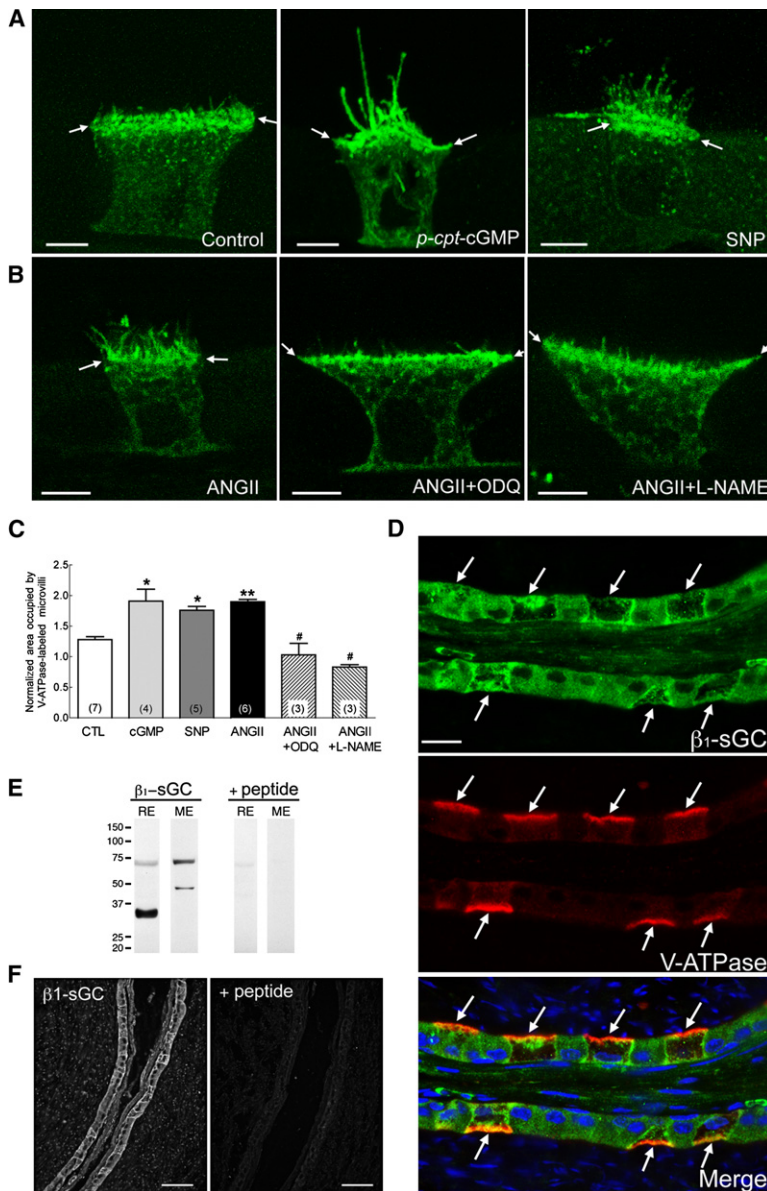 A
Control
p-cpt-cGMP
SNP
B
ANGII
ANGII+ODQ
ANGII+L-NAME
C
Normalized area occupied by
V-ATPase-labeled microvilli
2.5
2.0
1.5
1.0
0.5
0.0
* * ** # #
(7) (4) (5) (6) (3) (3)
CTL cGMP SNP ANGII ANGII ANGII
+ODQ +L-NAME
D
β1-sGC
V-ATPase
Merge
E
β1–sGC + peptide
RE ME RE ME
150
100
75
50
37
25
20
F
β1-sGC
+ peptide